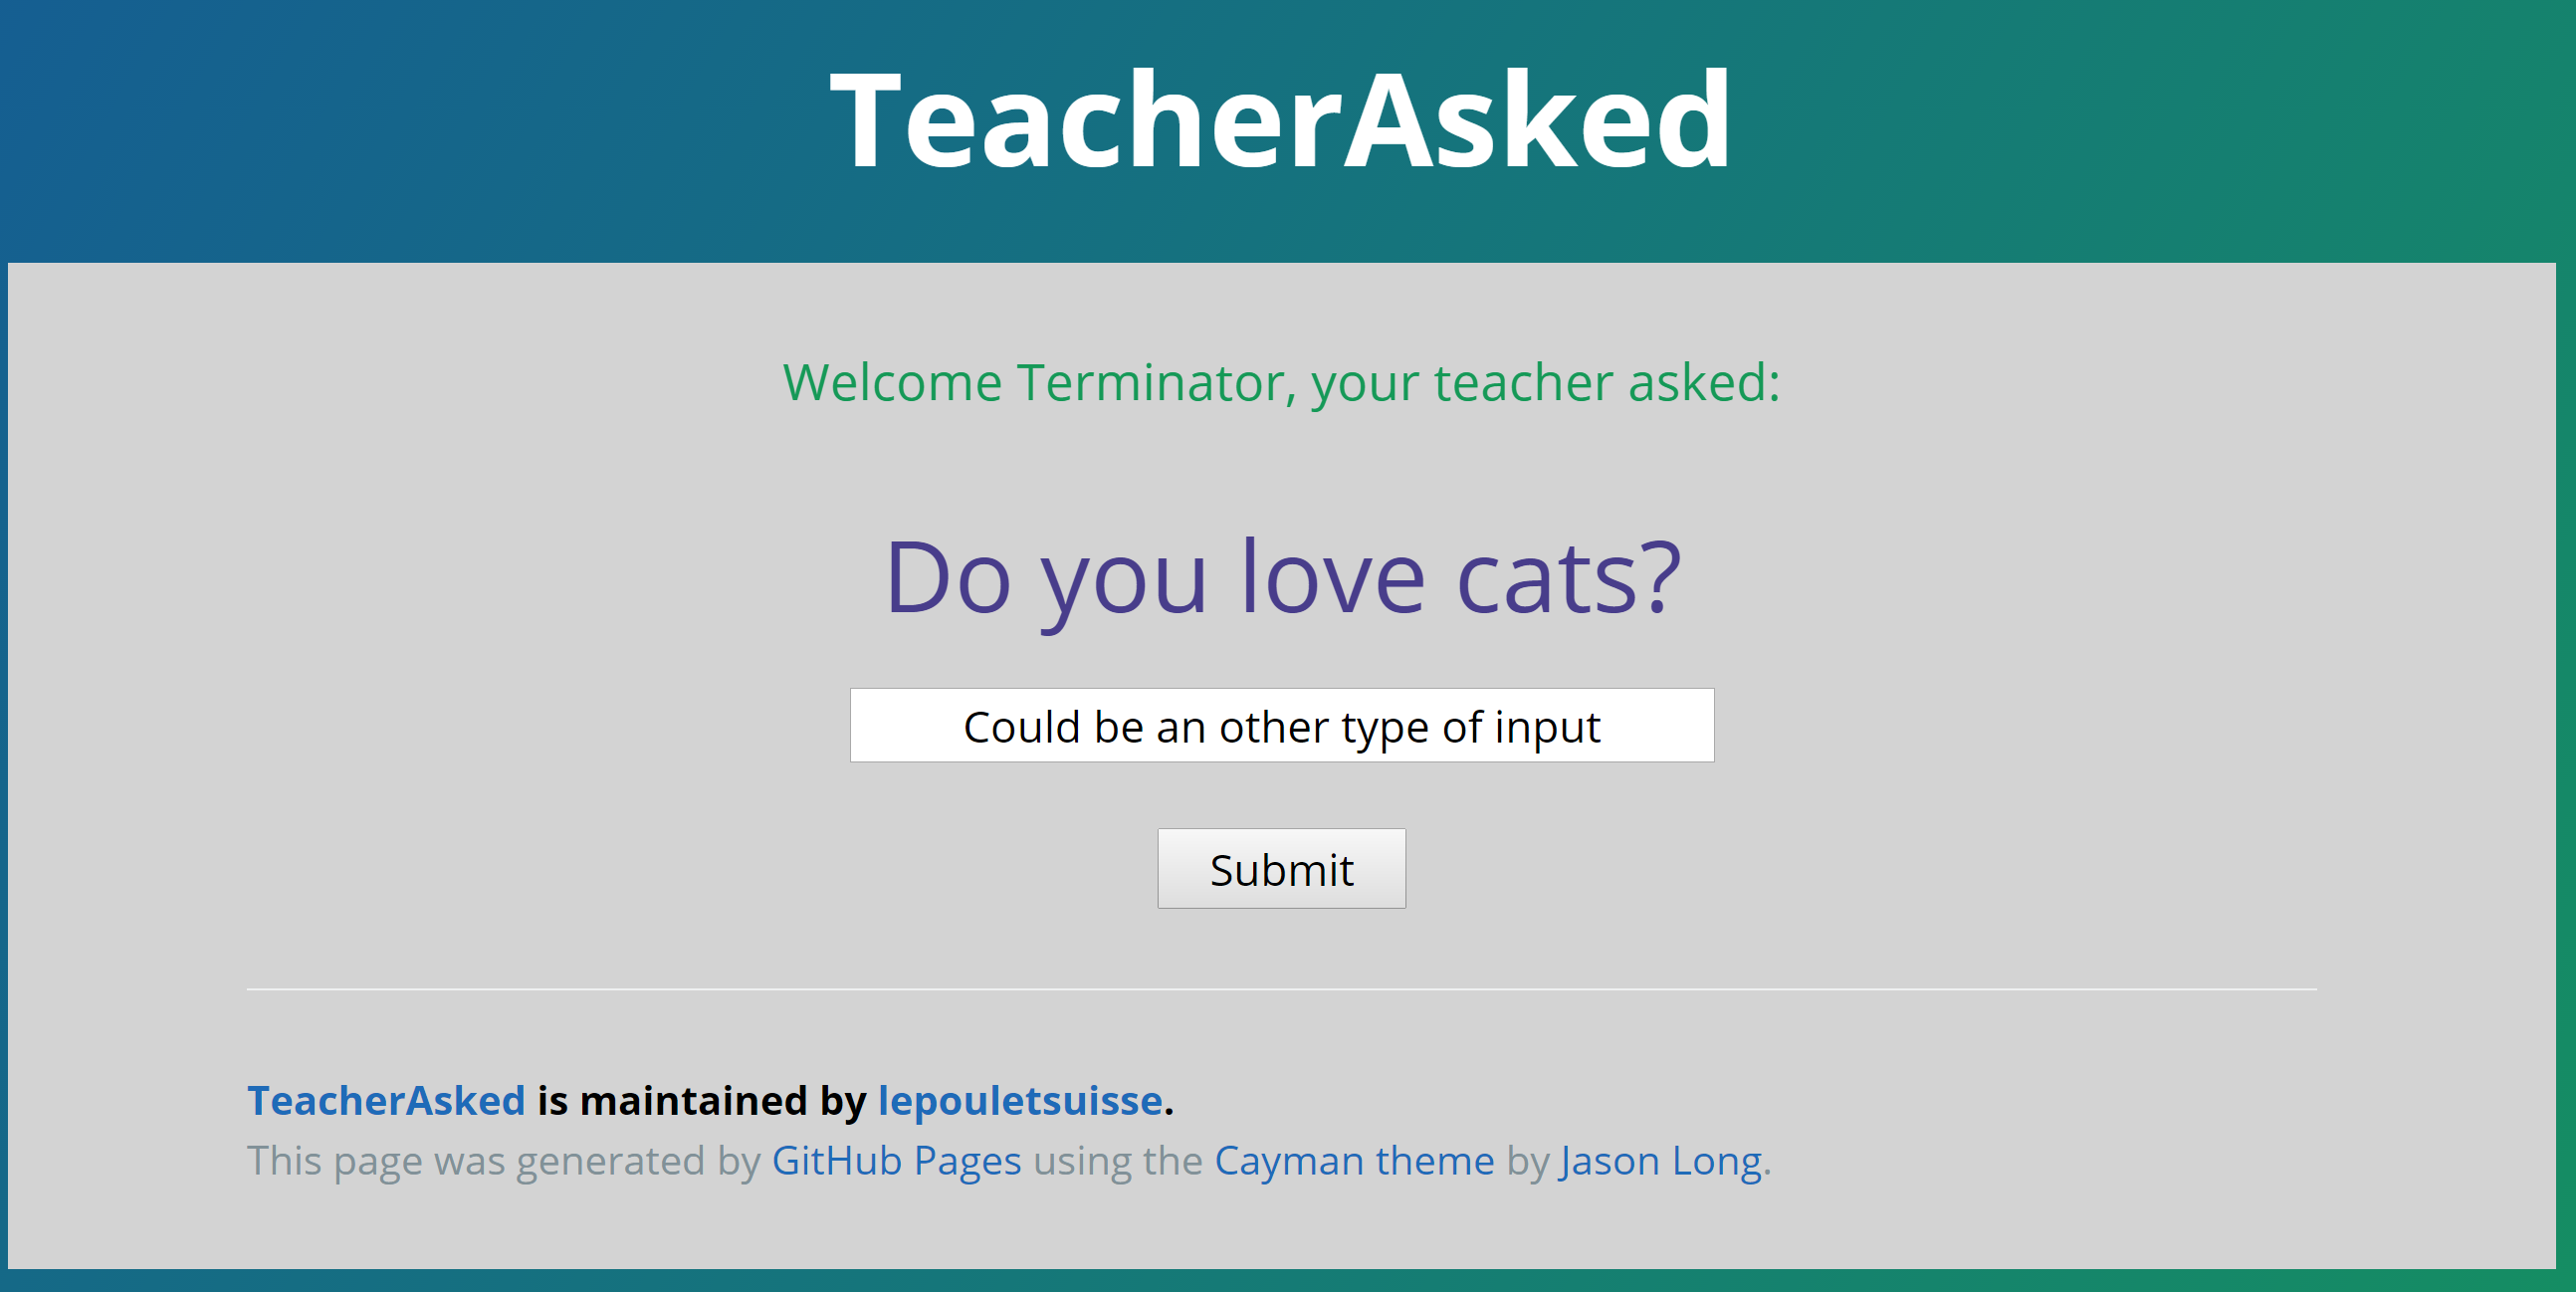 TeacherAsked
Welcome Terminator, your teacher asked:
Do you love cats?
Could be an other type of input
Submit
TeacherAsked is maintained by lepouletsuisse.
This page was generated by GitHub Pages using the Cayman theme by Jason Long.